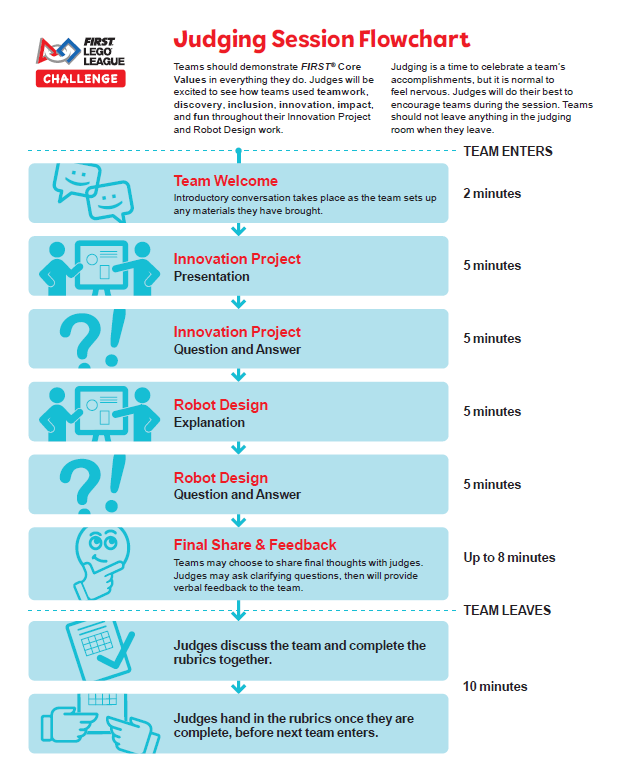 FIRST
LEGO
LEAGUE
CHALLENGE
Judging Session Flowchart
Teams should demonstrate FIRST® Core
Values in everything they do. Judges will be
excited to see how teams used teamwork,
discovery, inclusion, innovation, impact,
and fun throughout their Innovation Project
and Robot Design work.
Judging is a time to celebrate a team's
accomplishments, but it is normal to
feel nervous. Judges will do their best to
encourage teams during the session. Teams
should not leave anything in the judging
room when they leave.
TEAM ENTERS
Team Welcome
Introductory conversation takes place as the team sets up
any materials they have brought.
2 minutes
Innovation Project
Presentation
5 minutes
Innovation Project
Question and Answer
5 minutes
Robot Design
Explanation
5 minutes
Robot Design
Question and Answer
5 minutes
Final Share & Feedback
Teams may choose to share final thoughts with judges.
Judges may ask clarifying questions, then will provide
verbal feedback to the team.
Up to 8 minutes
TEAM LEAVES
Judges discuss the team and complete the
rubrics together.
10 minutes
Judges hand in the rubrics once they are
complete, before next team enters.